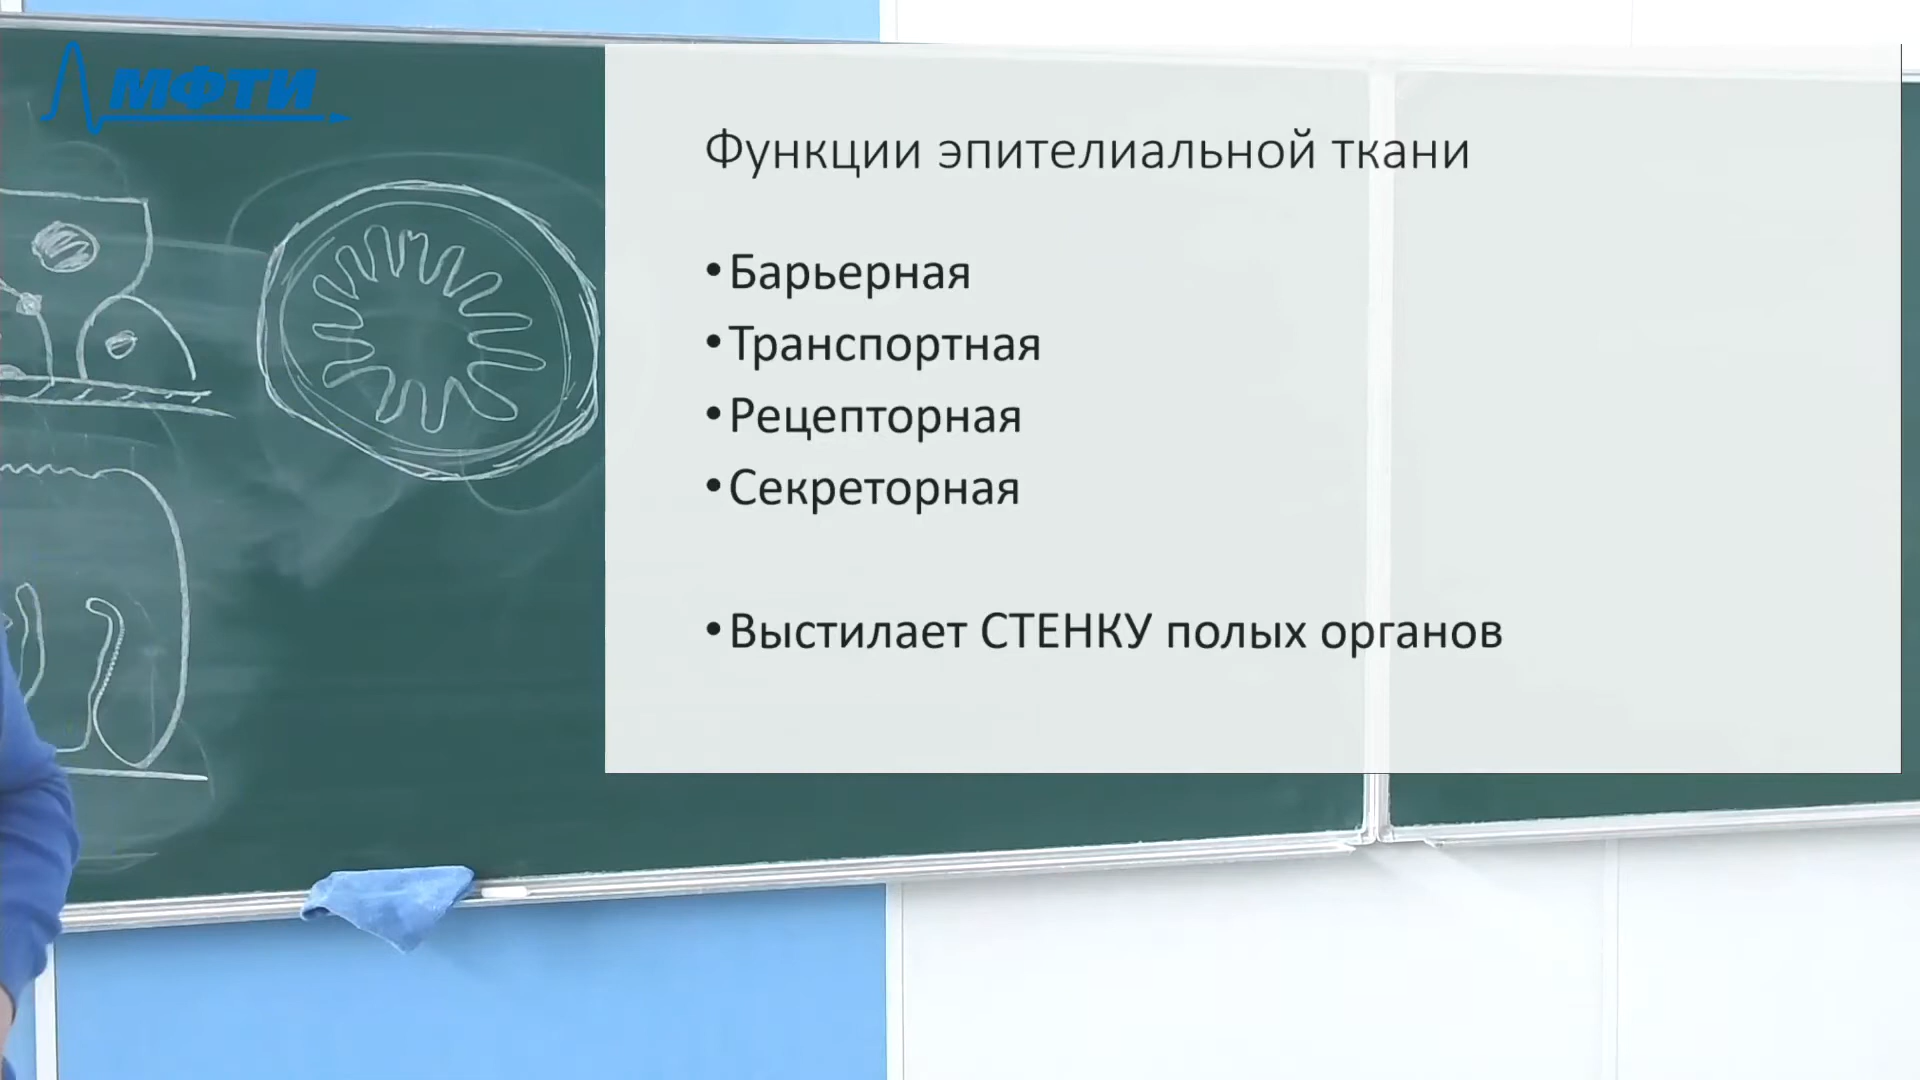 МФТИ
Функции эпителиальной ткани
• Барьерная
• Транспортная
• Рецепторная
• Секреторная
• Выстилает СТЕНКУ полых органов